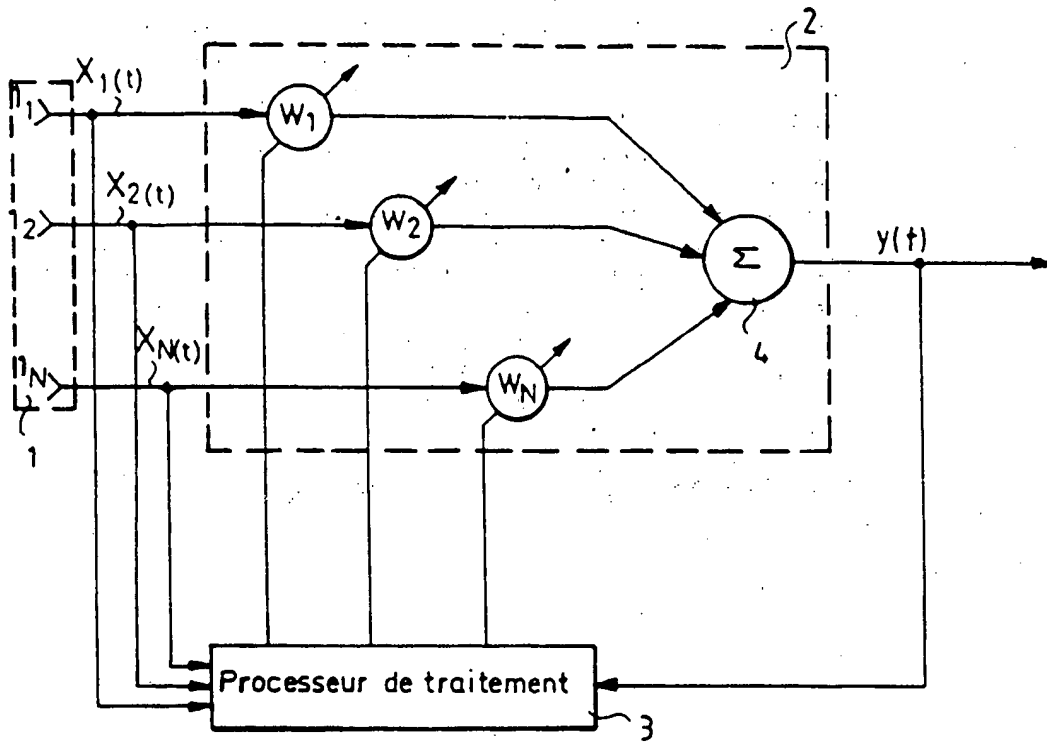 2
X1(t)
1₁
W1
X2(t)
1₂
W2
Σ
y(t)
4
XN(t)
1N
WN
1
Processeur de traitement
3